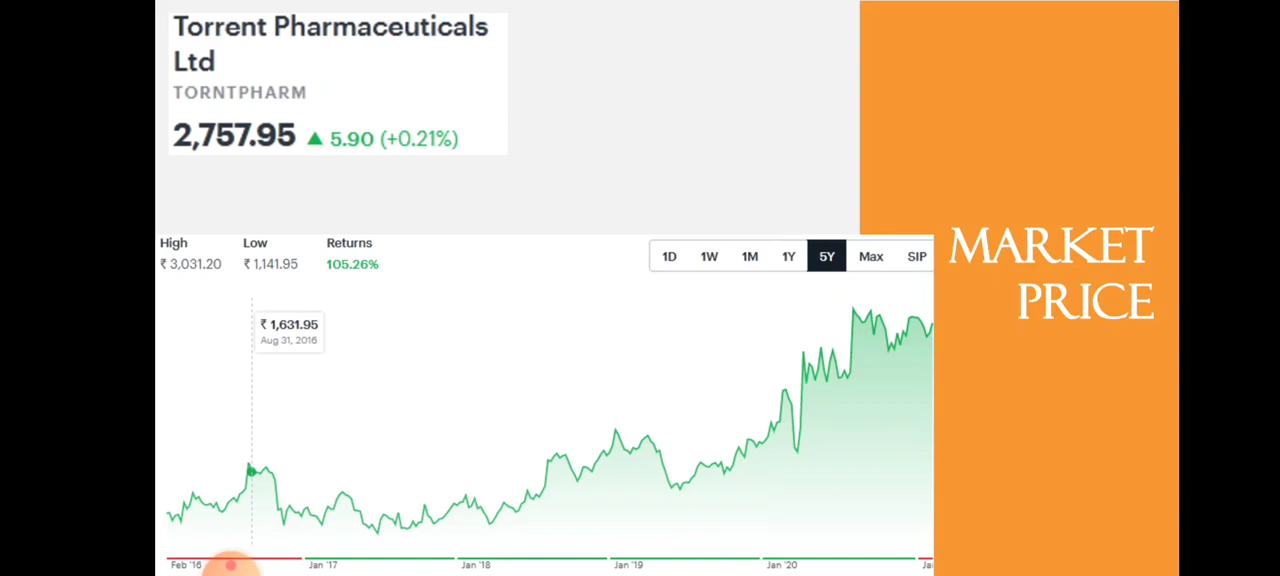 Torrent Pharmaceuticals
Ltd
TORNTPHARM
2,757.95 ▲ 5.90 (+0.21%)
High Low Returns
₹ 3,031.20 ₹ 1,141.95 105.26%
1D 1W 1M 1Y 5Y Max SIP
MARKET
PRICE
₹ 1,631.95
Aug 31, 2016
Feb '16 Jan '17 Jan '18 Jan '19 Jan '20